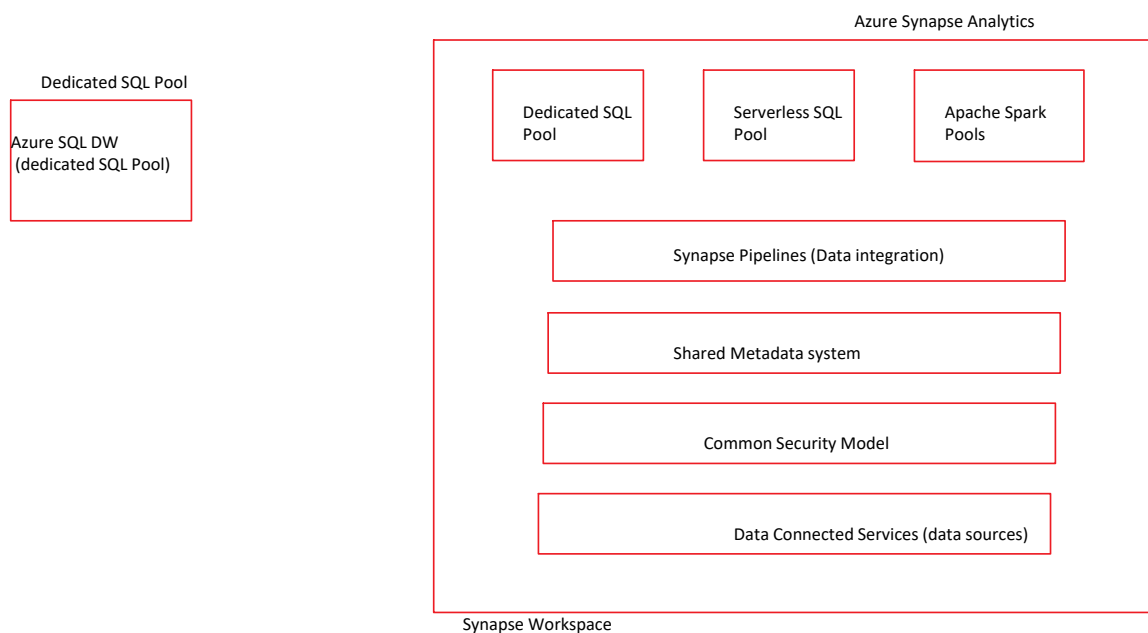 Azure Synapse Analytics
Dedicated SQL Pool
Azure SQL DW
(dedicated SQL Pool)
Dedicated SQL
Pool
Serverless SQL
Pool
Apache Spark
Pools
Synapse Pipelines (Data integration)
Shared Metadata system
Common Security Model
Data Connected Services (data sources)
Synapse Workspace